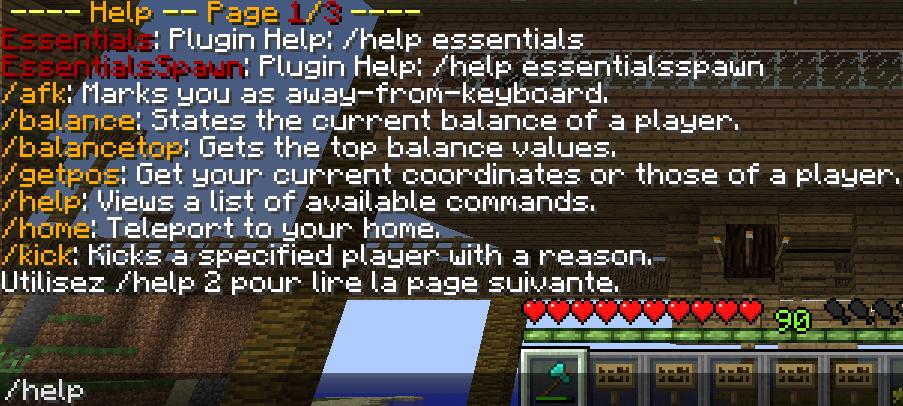 ---- Help -- Page 1/3 ----
Essentials: Plugin Help: /help essentials
EssentialsSpawn: Plugin Help: /help essentialsspawn
/afk: Marks you as away-from-keyboard.
/balance: States the current balance of a player.
/balancetop: Gets the top balance values.
/getpos: Get your current coordinates or those of a player.
/help: Views a list of available commands.
/home: Teleport to your home.
/kick: Kicks a specified player with a reason.
Utilisez /help 2 pour lire la page suivante.
90
/help